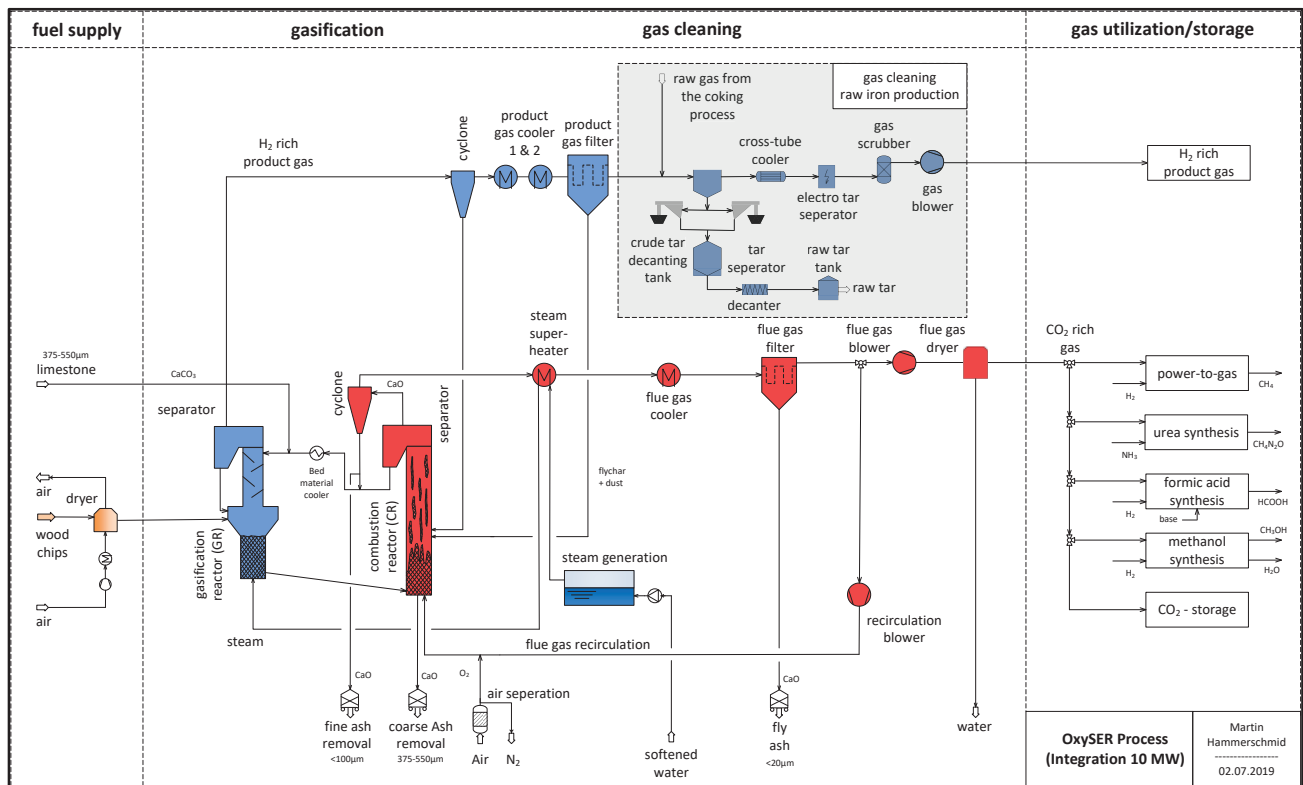 fuel supply
gasification
gas cleaning
gas utilization/storage
raw gas from
the coking
process
gas cleaning
raw iron production
H₂ rich
product gas
cyclone
product
gas cooler
1 & 2
product
gas filter
cross-tube
cooler
gas
scrubber
electro tar
seperator
gas
blower
H₂ rich
product gas
crude tar
decanting
tank
tar
seperator
raw tar
tank
raw tar
decanter
375-550µm
limestone
CaCO₃
separator
cyclone
CaO
separator
steam
super-
heater
flue gas
cooler
flue gas
filter
flue gas
blower
flue gas
dryer
CO₂ rich
gas
power-to-gas
H₂
CH₄
urea synthesis
NH₃
CH₄N₂O
formic acid
synthesis
H₂
base
HCOOH
methanol
synthesis
H₂
CH₃OH
H₂O
CO₂ - storage
Bed
material
cooler
flychar
+ dust
air
dryer
wood
chips
air
gasification
reactor (GR)
combustion
reactor (CR)
steam generation
steam
recirculation
blower
flue gas recirculation
O₂
air seperation
CaO
fine ash
removal
<100µm
CaO
coarse Ash
removal
375-550µm
Air
N₂
softened
water
CaO
fly
ash
<20µm
water
OxySER Process
(Integration 10 MW)
Martin
Hammerschmid
-----------------
02.07.2019